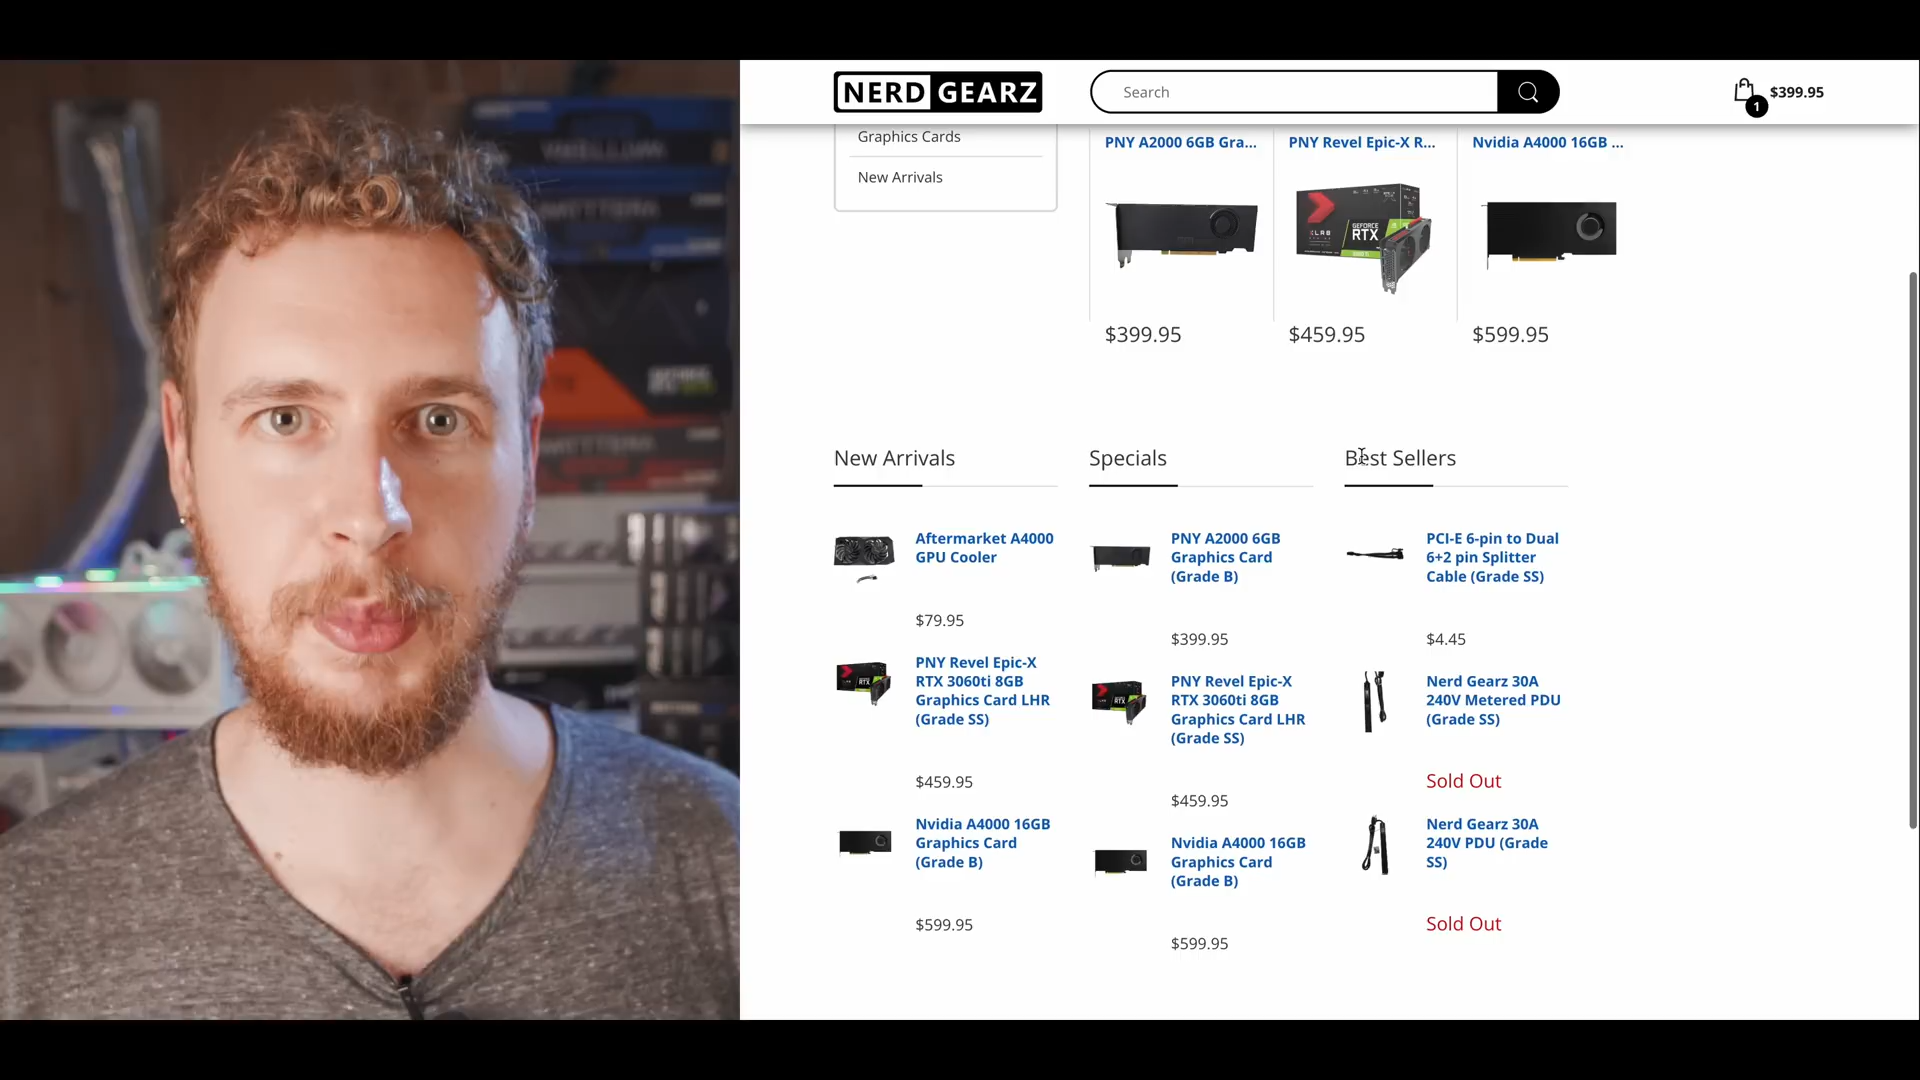 NERD GEARZ
Search
1
$399.95
Graphics Cards
New Arrivals
PNY A2000 6GB Gra...
$399.95
PNY Revel Epic-X R...
GEFORCE
RTX
$459.95
Nvidia A4000 16GB ...
$599.95
New Arrivals
Aftermarket A4000
GPU Cooler
$79.95
PNY Revel Epic-X
RTX 3060ti 8GB
Graphics Card LHR
(Grade SS)
$459.95
Nvidia A4000 16GB
Graphics Card
(Grade B)
$599.95
Specials
PNY A2000 6GB
Graphics Card
(Grade B)
$399.95
PNY Revel Epic-X
RTX 3060ti 8GB
Graphics Card LHR
(Grade SS)
$459.95
Nvidia A4000 16GB
Graphics Card
(Grade B)
$599.95
Best Sellers
PCI-E 6-pin to Dual
6+2 pin Splitter
Cable (Grade SS)
$4.45
Nerd Gearz 30A
240V Metered PDU
(Grade SS)
Sold Out
Nerd Gearz 30A
240V PDU (Grade
SS)
Sold Out